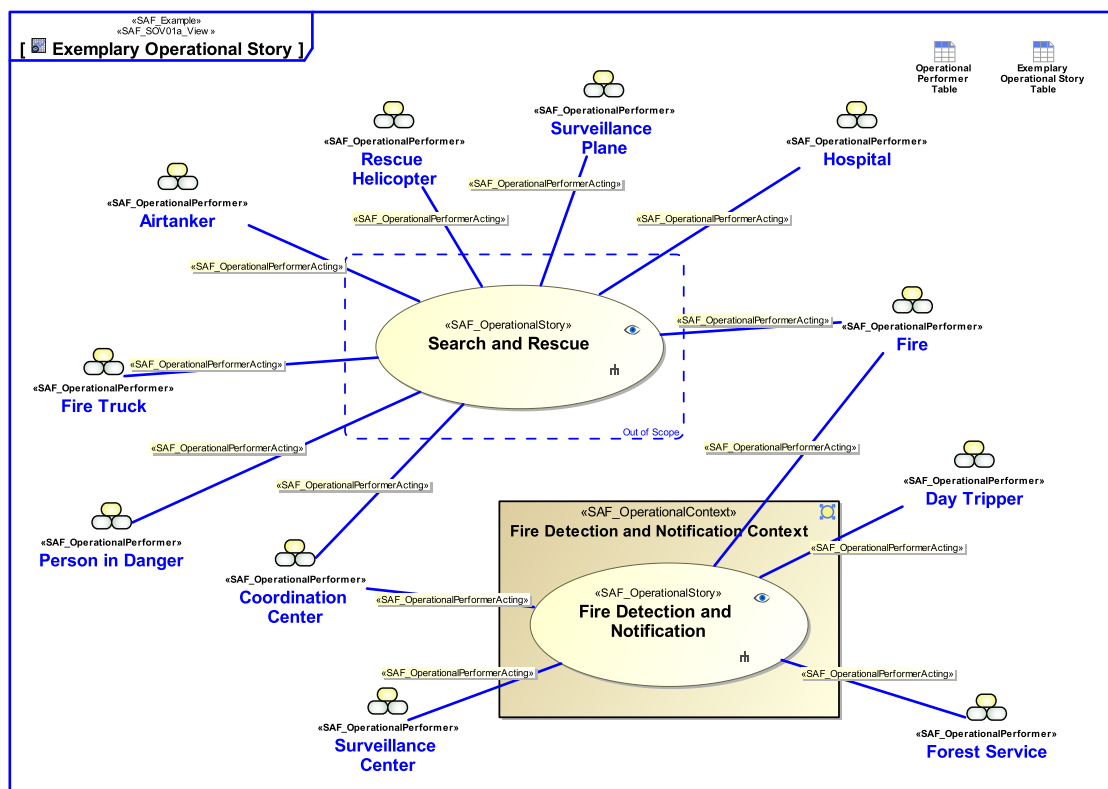 «SAF_Example»
«SAF_SOV01a_View»
[ Exemplary Operational Story ]
Operational
Performer
Table
Exemplary
Operational Story
Table
«SAF_OperationalPerformer»
Surveillance
Plane
«SAF_OperationalPerformer»
Rescue
Helicopter
«SAF_OperationalPerformer»
Hospital
«SAF_OperationalPerformerActing»
«SAF_OperationalPerformer»
Airtanker
«SAF_OperationalPerformerActing»
«SAF_OperationalPerformerActing»
«SAF_OperationalPerformerActing»
«SAF_OperationalStory»
Search and Rescue
«SAF_OperationalPerformerActing»
«SAF_OperationalPerformer»
Fire
«SAF_OperationalPerformerActing»
«SAF_OperationalPerformer»
Fire Truck
Out of Scope
«SAF_OperationalPerformerActing»
«SAF_OperationalPerformerActing»
«SAF_OperationalPerformerActing»
«SAF_OperationalPerformer»
Day Tripper
«SAF_OperationalContext»
Fire Detection and Notification Context
«SAF_OperationalPerformerActing»
«SAF_OperationalPerformer»
Person in Danger
«SAF_OperationalPerformer»
Coordination
Center
«SAF_OperationalPerformerActing»
«SAF_OperationalStory»
Fire Detection and
Notification
«SAF_OperationalPerformerActing»
«SAF_OperationalPerformerActing»
«SAF_OperationalPerformer»
Surveillance
Center
«SAF_OperationalPerformer»
Forest Service